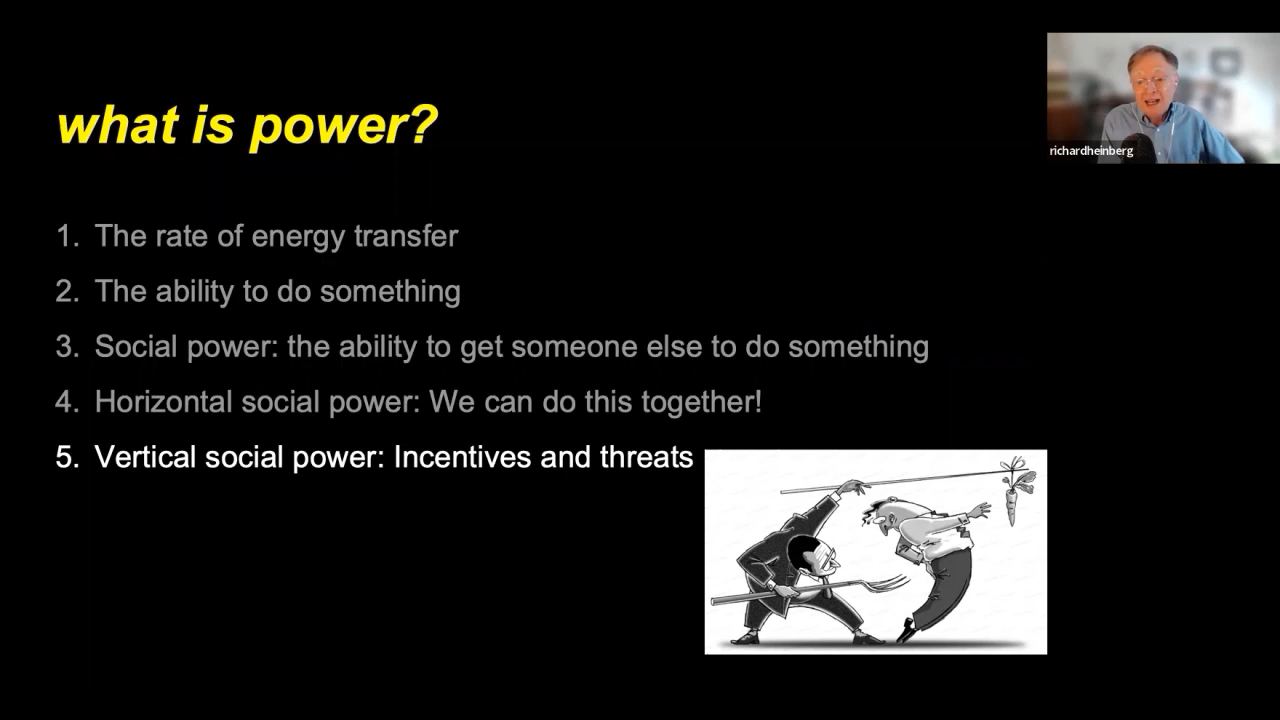 what is power?
richardheinberg
1. The rate of energy transfer
2. The ability to do something
3. Social power: the ability to get someone else to do something
4. Horizontal social power: We can do this together!
5. Vertical social power: Incentives and threats